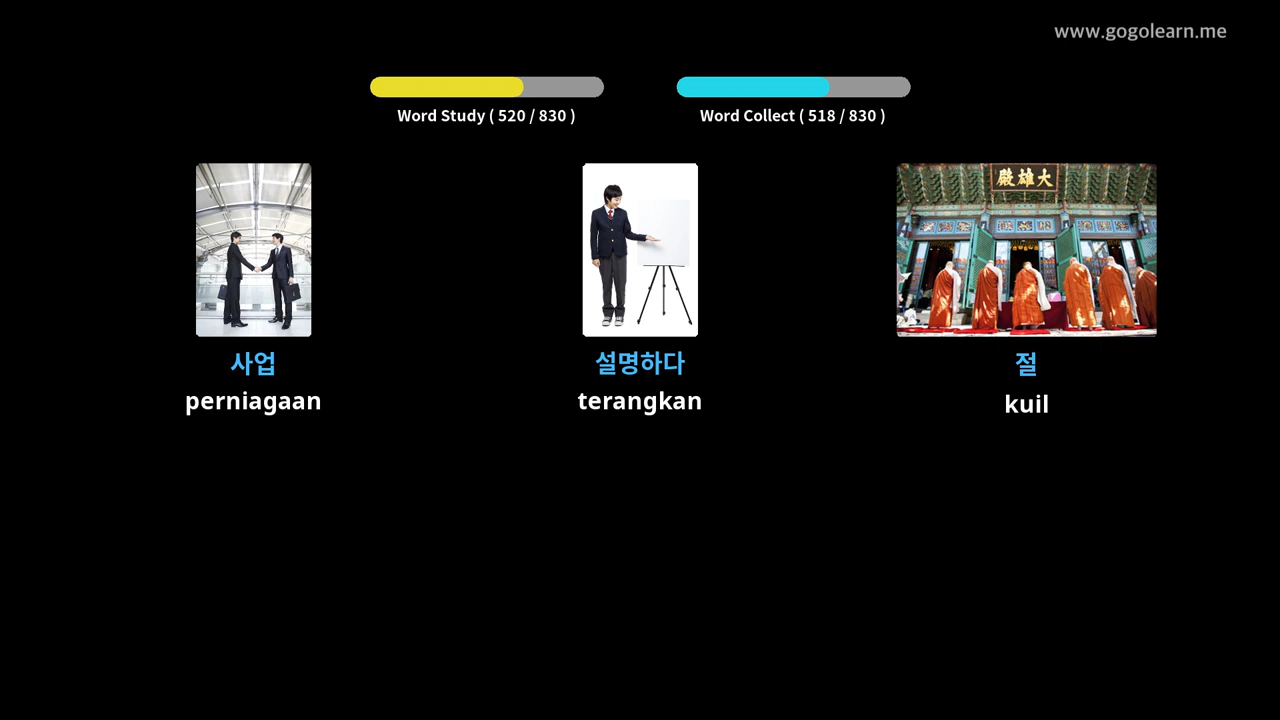 www.gogolearn.me
Word Study ( 520 / 830 )
Word Collect ( 518 / 830 )
大雄殿
사업
설명하다
절
perniagaan
terangkan
kuil